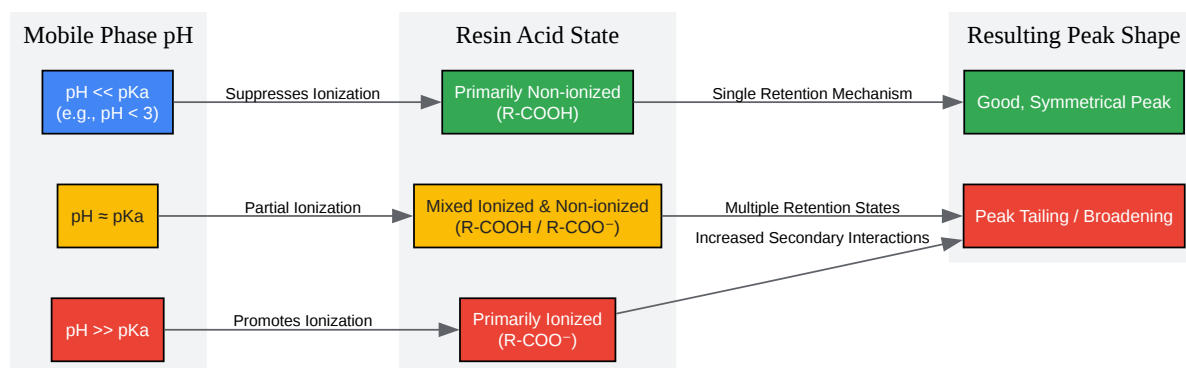 Mobile Phase pH
Resin Acid State
Resulting Peak Shape
pH << pKa
(e.g., pH < 3)
Suppresses Ionization
Primarily Non-ionized
(R-COOH)
Single Retention Mechanism
Good, Symmetrical Peak
pH ≈ pKa
Partial Ionization
Mixed Ionized & Non-ionized
(R-COOH / R-COO⁻)
Multiple Retention States
Peak Tailing / Broadening
Increased Secondary Interactions
pH >> pKa
Promotes Ionization
Primarily Ionized
(R-COO⁻)